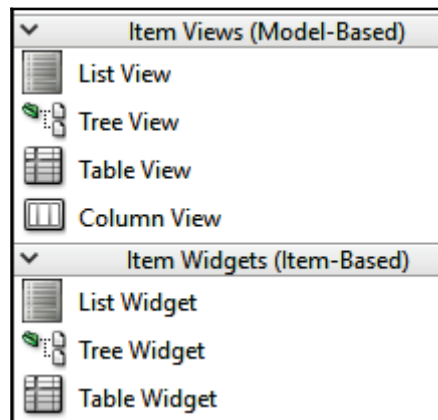 Item Views (Model-Based)
List View
Tree View
Table View
Column View
Item Widgets (Item-Based)
List Widget
Tree Widget
Table Widget